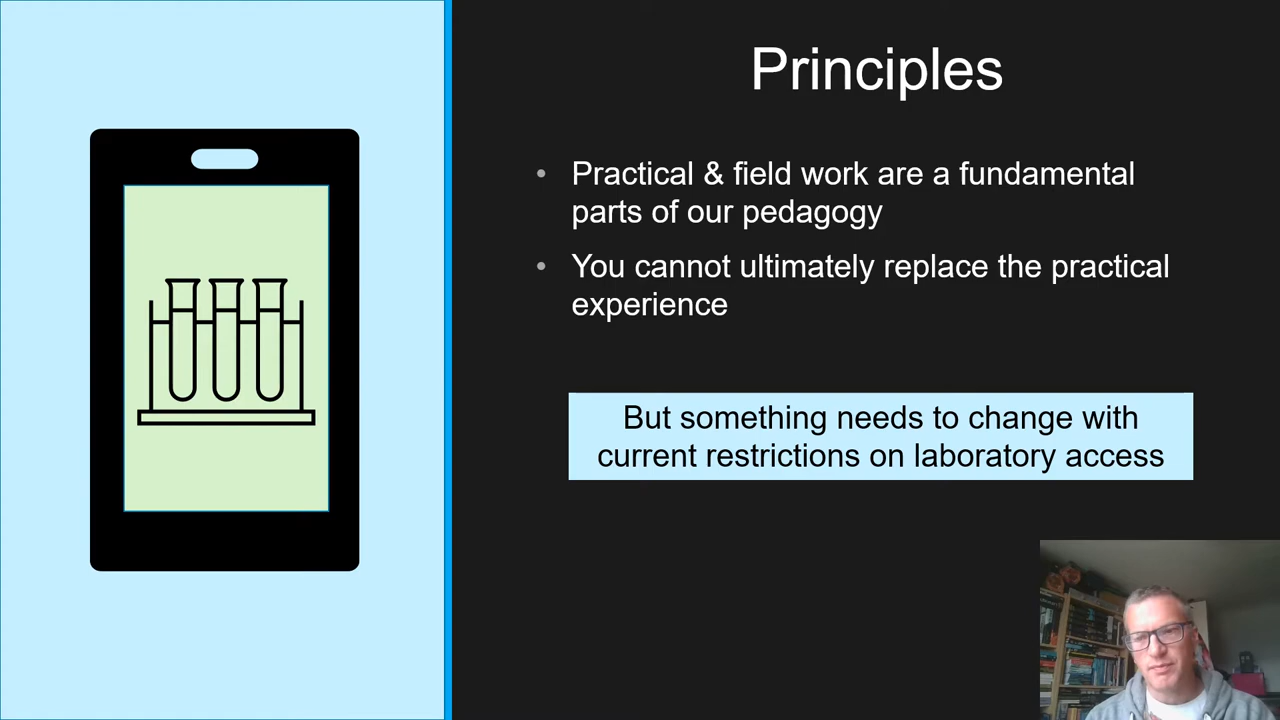 Principles
• Practical & field work are a fundamental
parts of our pedagogy
• You cannot ultimately replace the practical
experience
But something needs to change with
current restrictions on laboratory access